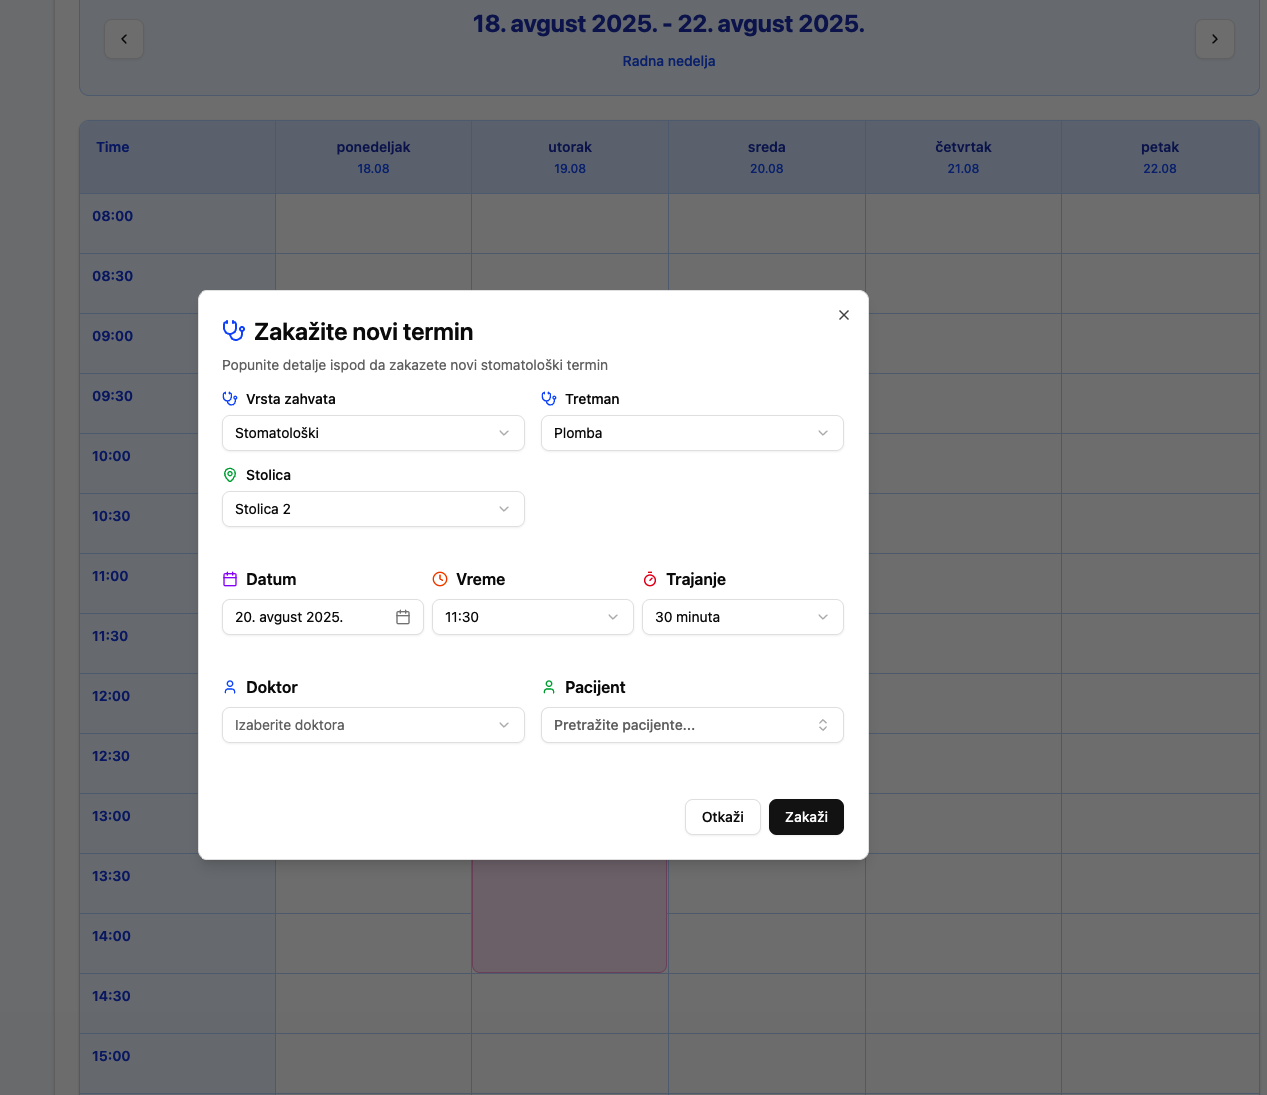 18. avgust 2025. - 22. avgust 2025.
Radna nedelja
Time ponedeljak utorak sreda četvrtak petak
18.08 19.08 20.08 21.08 22.08
08:00
08:30
09:00
09:30
10:00
10:30
11:00
11:30
12:00
12:30
13:00
13:30
14:00
14:30
15:00
Zakažite novi termin
Popunite detalje ispod da zakazete novi stomatološki termin
Vrsta zahvata Tretman
Stomatološki Plomba
Stolica
Stolica 2
Datum Vreme Trajanje
20. avgust 2025. 11:30 30 minuta
Doktor Pacijent
Izaberite doktora Pretražite pacijente...
Otkaži Zakaži